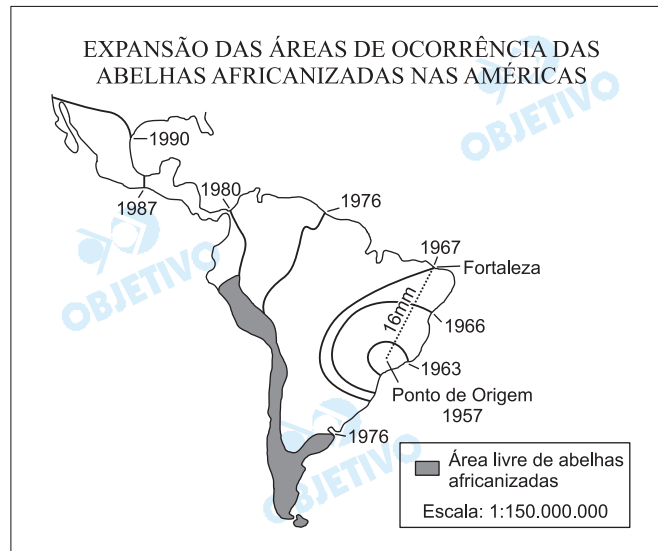 EXPANSÃO DAS ÁREAS DE OCORRÊNCIA DAS
ABELHAS AFRICANIZADAS NAS AMÉRICAS
OBJETIVO
1990
1987
1980
1976
1967
Fortaleza
16mm
1966
OBJETIVO
1963
Ponto de Origem
1957
1976
OBJETIVO
Área livre de abelhas
africanizadas
Escala: 1:150.000.000